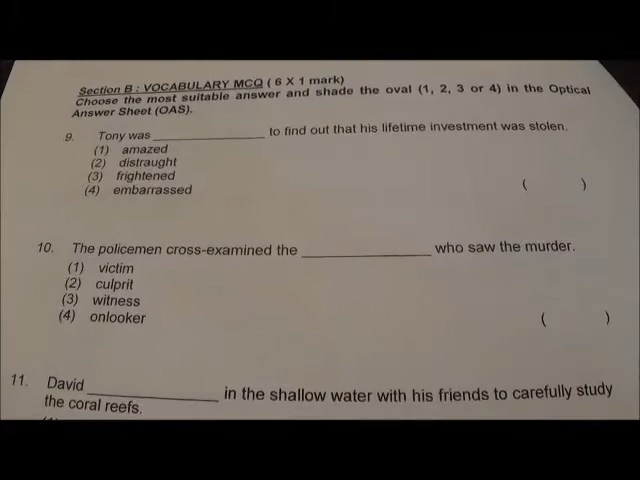 Section B : VOCABULARY MCQ ( 6 X 1 mark)
Choose the most suitable answer and shade the oval (1, 2, 3 or 4) in the Optical
Answer Sheet (OAS).
9. Tony was ______________ to find out that his lifetime investment was stolen.
(1) amazed
(2) distraught
(3) frightened
(4) embarrassed
( )
10. The policemen cross-examined the ______________ who saw the murder.
(1) victim
(2) culprit
(3) witness
(4) onlooker
( )
11. David ______________ in the shallow water with his friends to carefully study
the coral reefs.